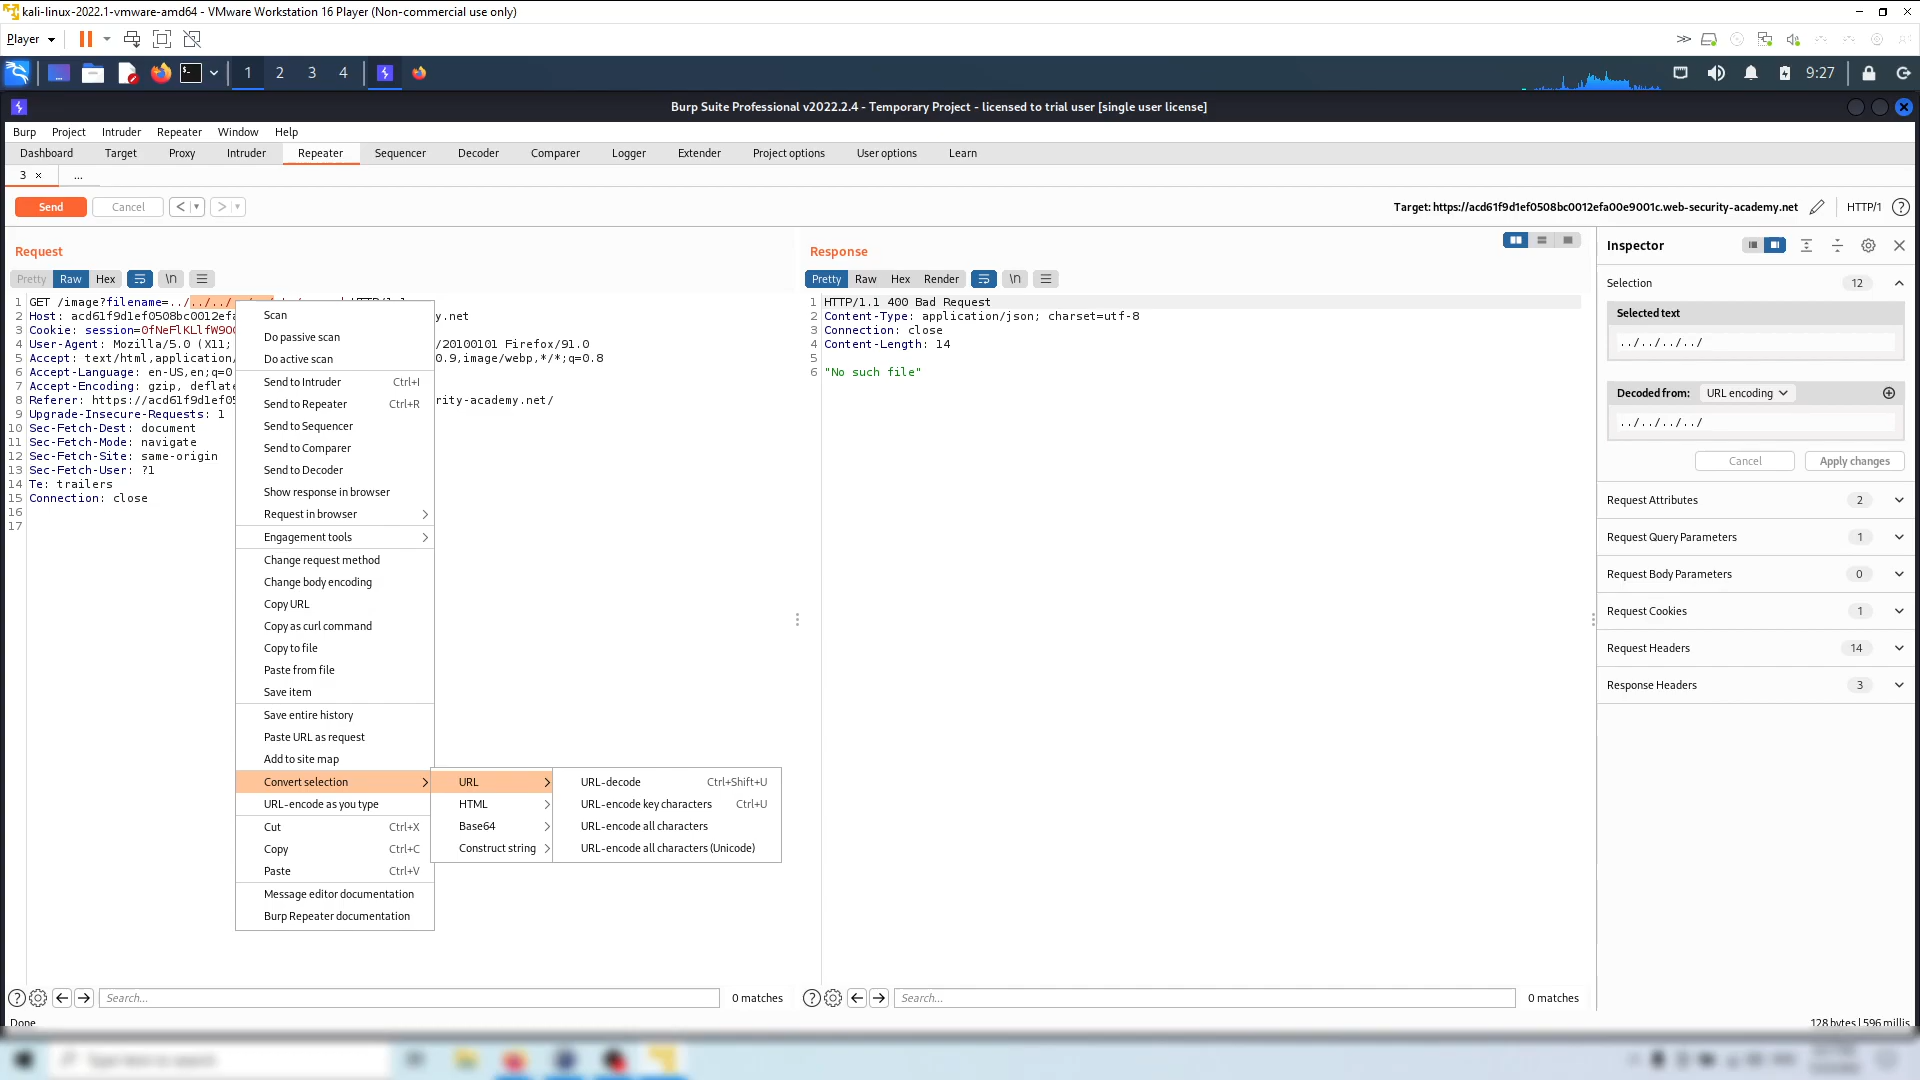 kali-linux-2022.1-vmware-amd64 - VMware Workstation 16 Player (Non-commercial use only)
Player
1 2 3 4
9:27
Burp Suite Professional v2022.2.4 - Temporary Project - licensed to trial user [single user license]
Burp Project Intruder Repeater Window Help
Dashboard Target Proxy Intruder Repeater Sequencer Decoder Comparer Logger Extender Project options User options Learn
3 × ...
Send Cancel < >
Target: https://acd61f9d1ef0508bc0012efa00e9001c.web-security-academy.net
HTTP/1
Request
Pretty Raw Hex \n
1 GET /image?filename=../../../
2 Host: acd61f9d1ef0508bc0012efa y.net
3 Cookie: session=0fNeFlKLlfW9O
4 User-Agent: Mozilla/5.0 (X11; /20100101 Firefox/91.0
5 Accept: text/html,application/ 0.9,image/webp,*/*;q=0.8
6 Accept-Language: en-US,en;q=0
7 Accept-Encoding: gzip, deflate
8 Referer: https://acd61f9d1ef05 rity-academy.net/
9 Upgrade-Insecure-Requests: 1
10 Sec-Fetch-Dest: document
11 Sec-Fetch-Mode: navigate
12 Sec-Fetch-Site: same-origin
13 Sec-Fetch-User: ?1
14 Te: trailers
15 Connection: close
16
17
Scan
Do passive scan
Do active scan
Send to Intruder Ctrl+I
Send to Repeater Ctrl+R
Send to Sequencer
Send to Comparer
Send to Decoder
Show response in browser
Request in browser
Engagement tools
Change request method
Change body encoding
Copy URL
Copy as curl command
Copy to file
Paste from file
Save item
Save entire history
Paste URL as request
Add to site map
Convert selection
URL-encode as you type
Cut Ctrl+X
Copy Ctrl+C
Paste Ctrl+V
Message editor documentation
Burp Repeater documentation
URL
HTML
Base64
Construct string
URL-decode Ctrl+Shift+U
URL-encode key characters Ctrl+U
URL-encode all characters
URL-encode all characters (Unicode)
Search... 0 matches
Response
Pretty Raw Hex Render \n
1 HTTP/1.1 400 Bad Request
2 Content-Type: application/json; charset=utf-8
3 Connection: close
4 Content-Length: 14
5
6 "No such file"
Search... 0 matches
Inspector
Selection 12
Selected text
../../../../
Decoded from: URL encoding
../../../../
Cancel Apply changes
Request Attributes 2
Request Query Parameters 1
Request Body Parameters 0
Request Cookies 1
Request Headers 14
Response Headers 3
Done
128 bytes | 596 millis